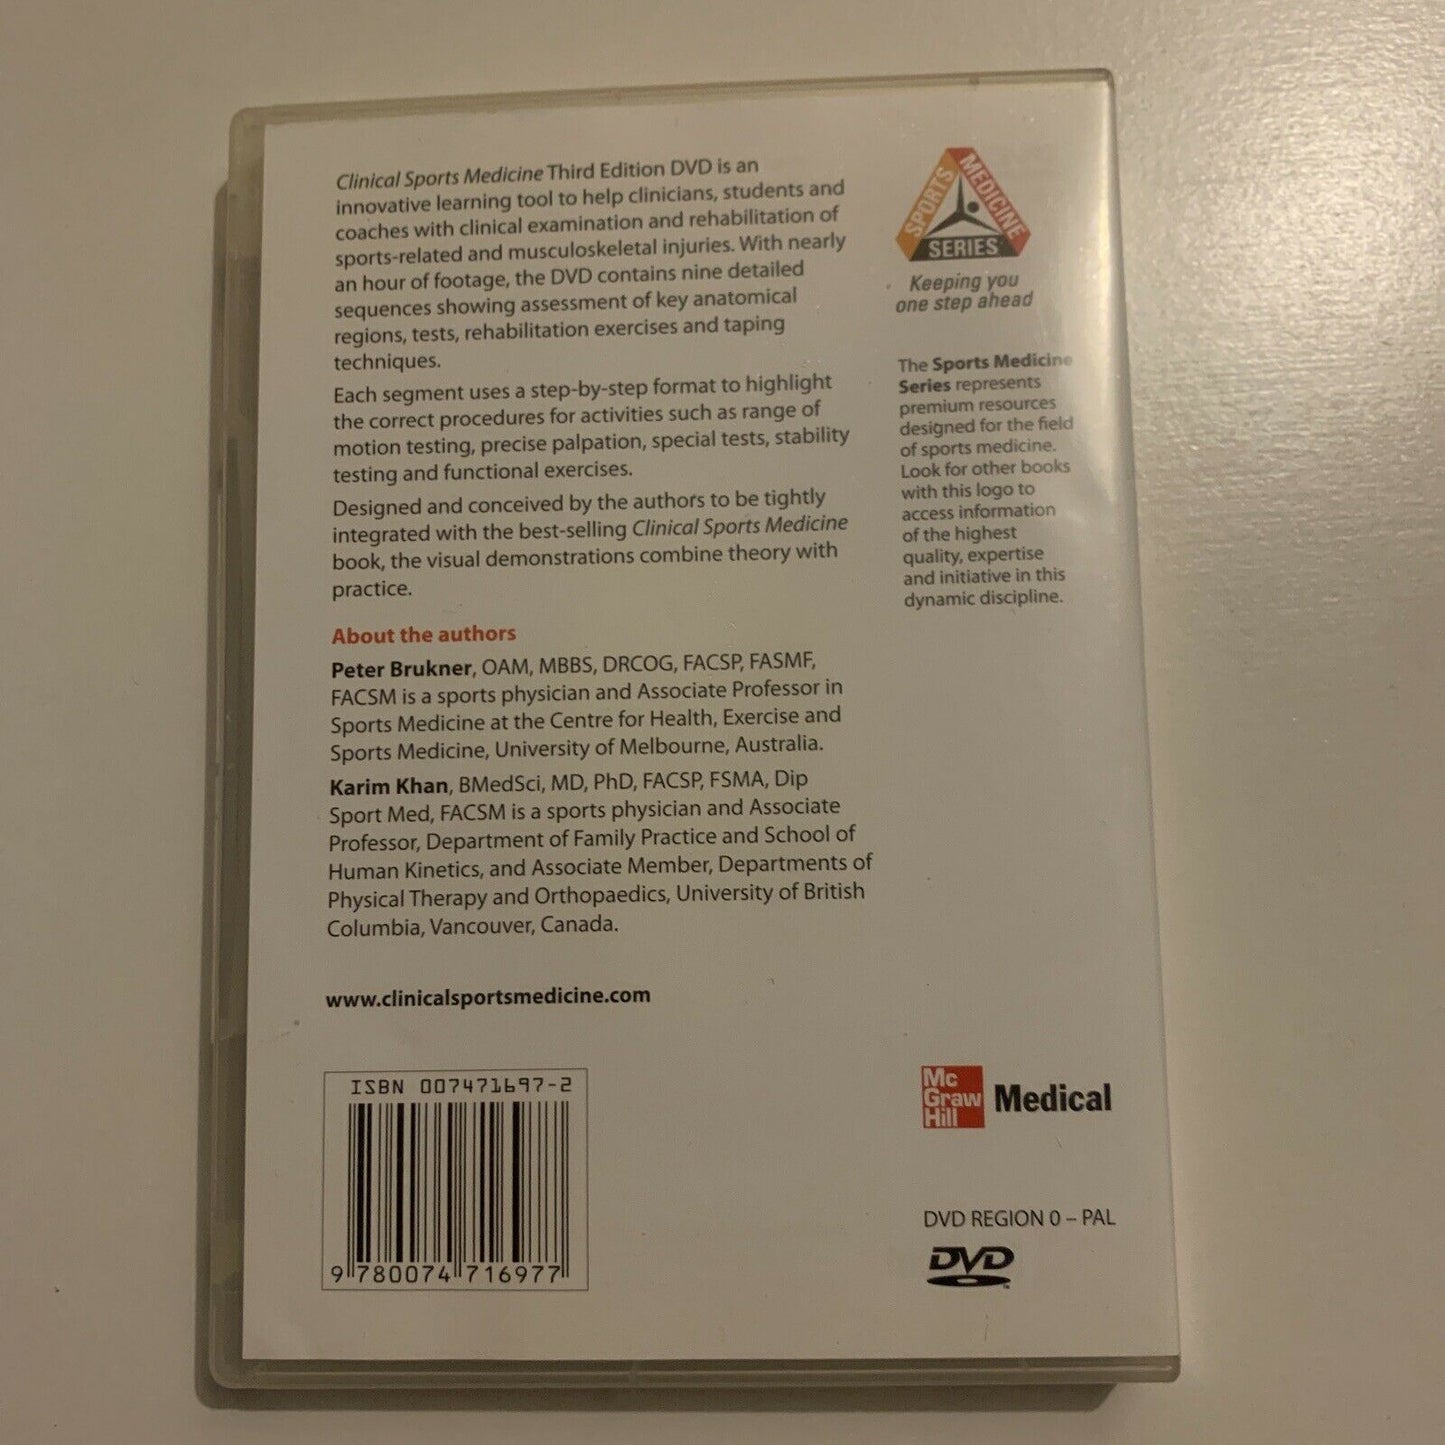 Clinical Sports Medicine Third Edition DVD is an
innovative learning tool to help clinicians, students and
coaches with clinical examination and rehabilitation of
sports-related and musculoskeletal injuries. With nearly
an hour of footage, the DVD contains nine detailed
sequences showing assessment of key anatomical
regions, tests, rehabilitation exercises and taping
techniques.
Each segment uses a step-by-step format to highlight
the correct procedures for activities such as range of
motion testing, precise palpation, special tests, stability
testing and functional exercises.
Designed and conceived by the authors to be tightly
integrated with the best-selling Clinical Sports Medicine
book, the visual demonstrations combine theory with
practice.
About the authors
Peter Brukner, OAM, MBBS, DRCOG, FACSP, FASMF,
FACSM is a sports physician and Associate Professor in
Sports Medicine at the Centre for Health, Exercise and
Sports Medicine, University of Melbourne, Australia.
Karim Khan, BMedSci, MD, PhD, FACSP, FSMA, Dip
Sport Med, FACSM is a sports physician and Associate
Professor, Department of Family Practice and School of
Human Kinetics, and Associate Member, Departments of
Physical Therapy and Orthopaedics, University of British
Columbia, Vancouver, Canada.
www.clinicalsportsmedicine.com
ISBN 007471697-2
9 780074 716977
SPORTS
MEDICINE
SERIES
Keeping you
one step ahead
The Sports Medicine
Series represents
premium resources
designed for the field
of sports medicine.
Look for other books
with this logo to
access information
of the highest
quality, expertise
and initiative in this
dynamic discipline.
Mc
Graw
Hill
Medical
DVD REGION 0 – PAL
DVD